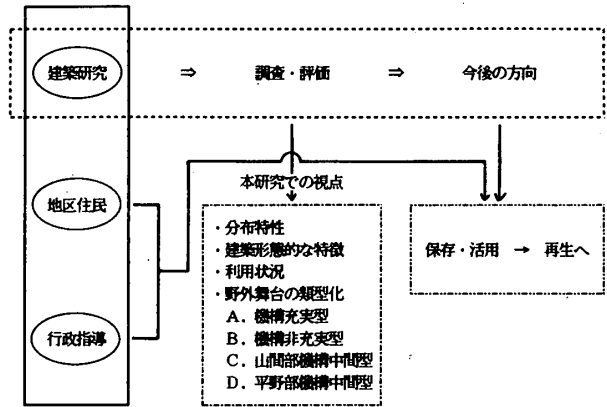 建築研究 ⇒ 調査・評価 ⇒ 今後の方向
地区住民
行政指導
本研究での視点
・分布特性
・建築形態的な特徴
・利用状況
・野外舞台の類型化
A．機構充実型
B．機構非充実型
C．山間部機構中間型
D．平野部機構中間型
保存・活用 → 再生へ